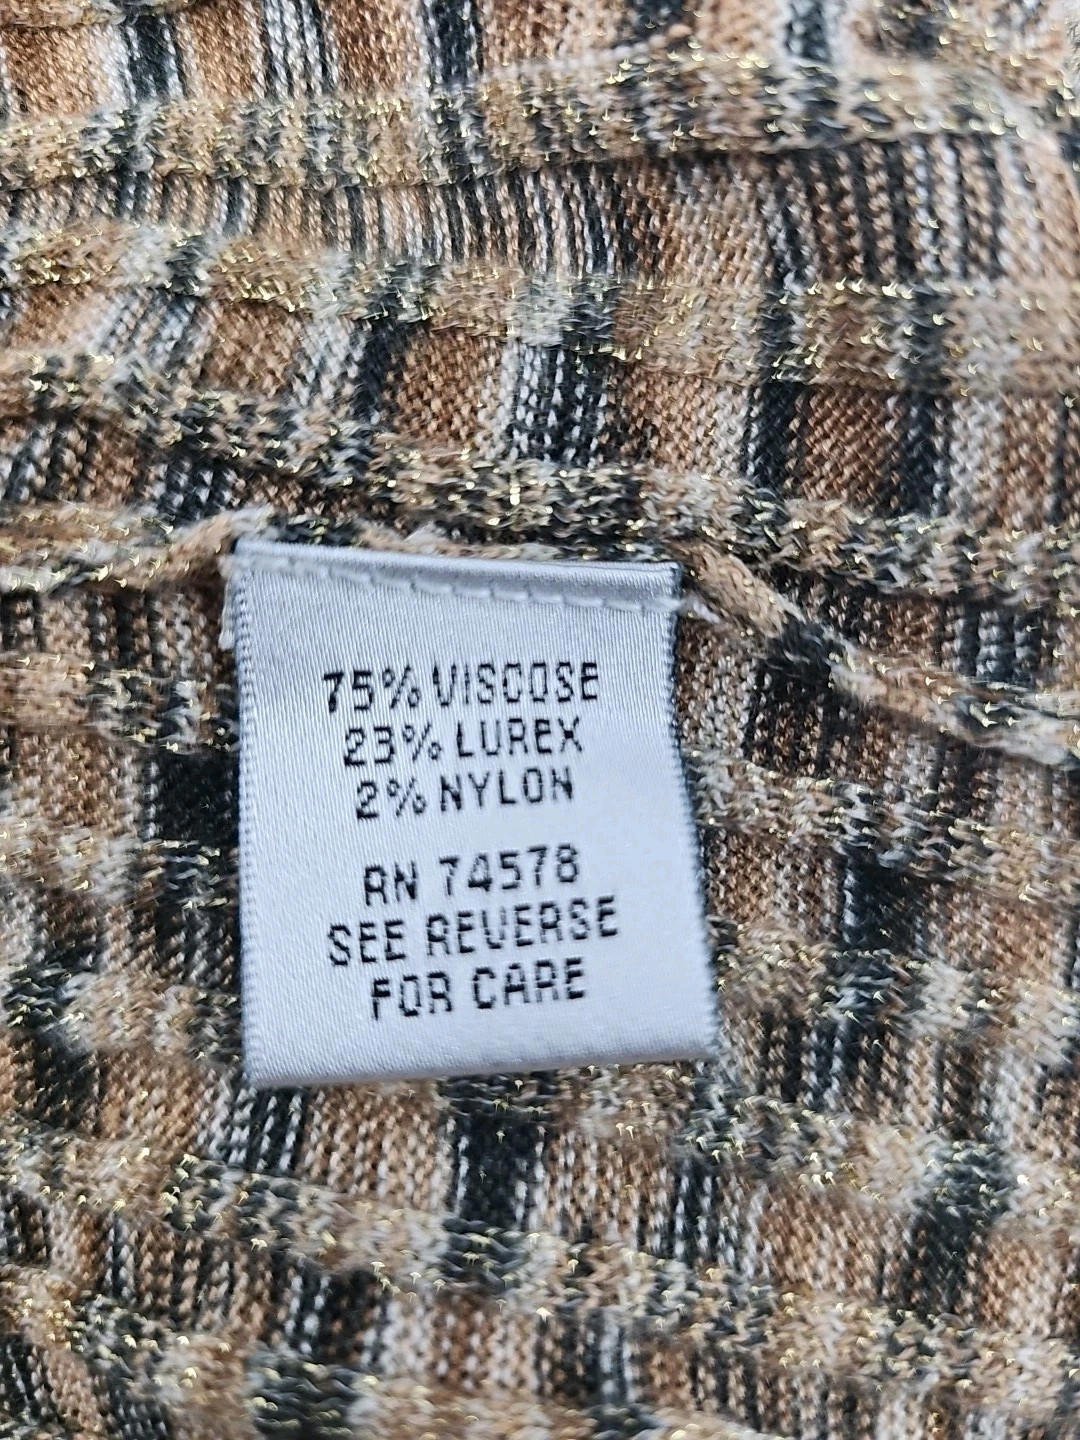 75% VISCOSE
23% LUREX
2% NYLON
RN 74578
SEE REVERSE
FOR CARE